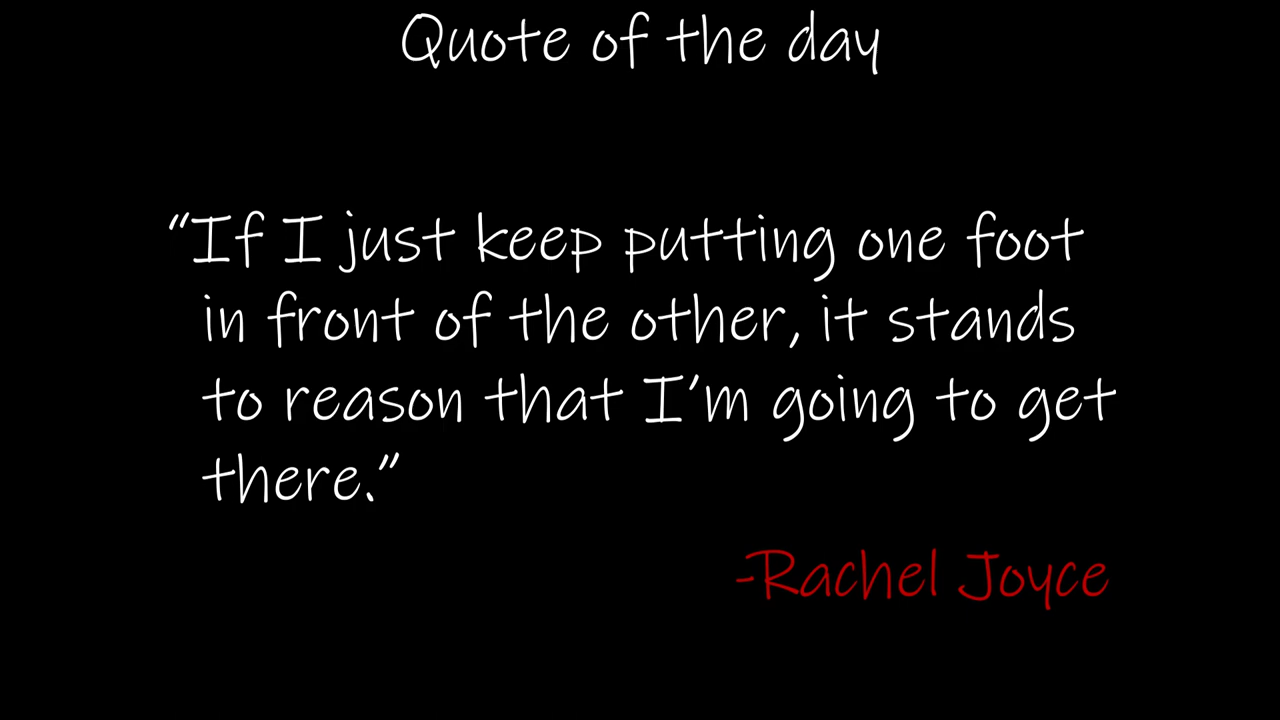 Quote of the day
“If I just keep putting one foot
in front of the other, it stands
to reason that I’m going to get
there.”
-Rachel Joyce